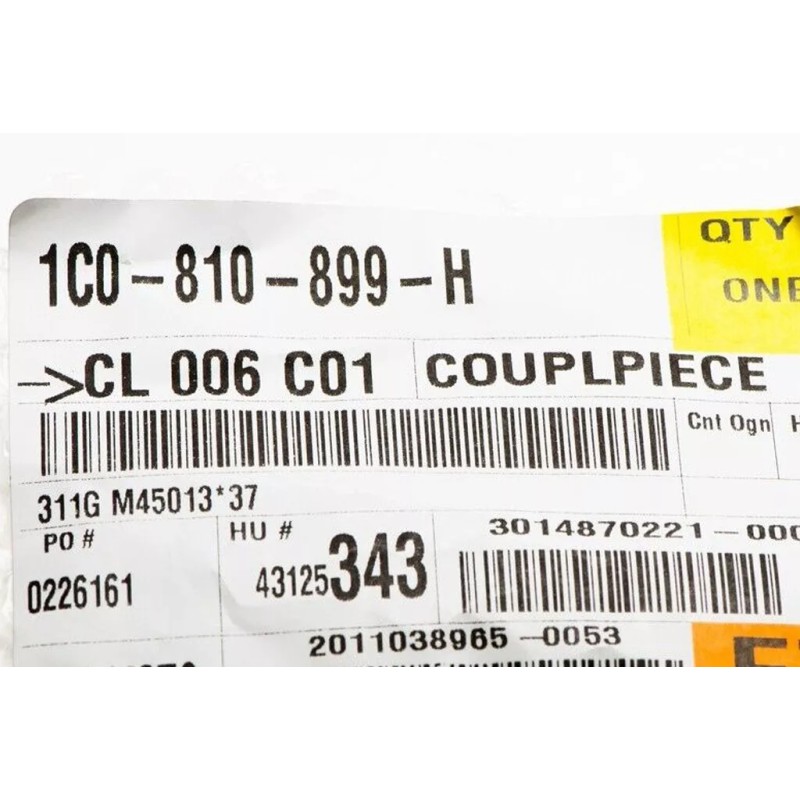 1C0-810-899-H
QTY
ONE
->CL 006 C01
COUPLPIECE
Cnt Ogn
H
311G M45013*37
PO #
HU #
3014870221-000
0226161
43125343
2011038965-0053